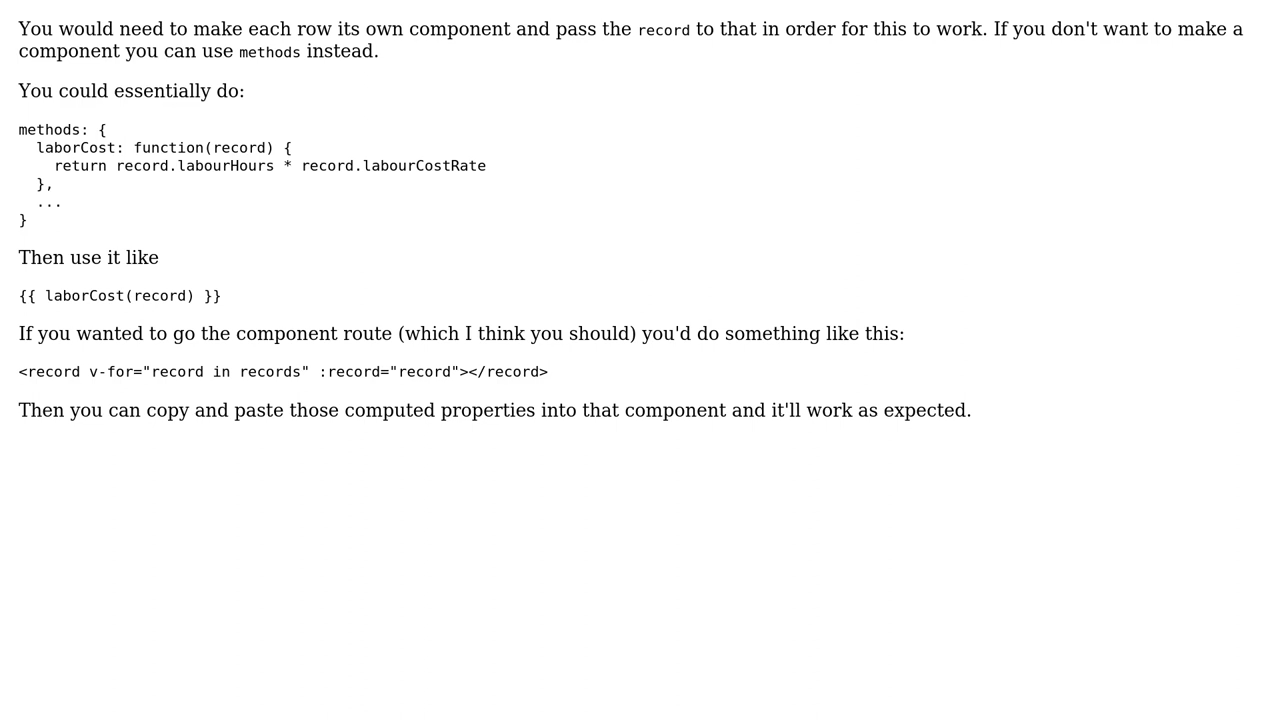 You would need to make each row its own component and pass the record to that in order for this to work. If you don't want to make a
component you can use methods instead.
You could essentially do:
methods: {
  laborCost: function(record) {
    return record.labourHours * record.labourCostRate
  },
  ...
}
Then use it like
{{ laborCost(record) }}
If you wanted to go the component route (which I think you should) you'd do something like this:
<record v-for="record in records" :record="record"></record>
Then you can copy and paste those computed properties into that component and it'll work as expected.